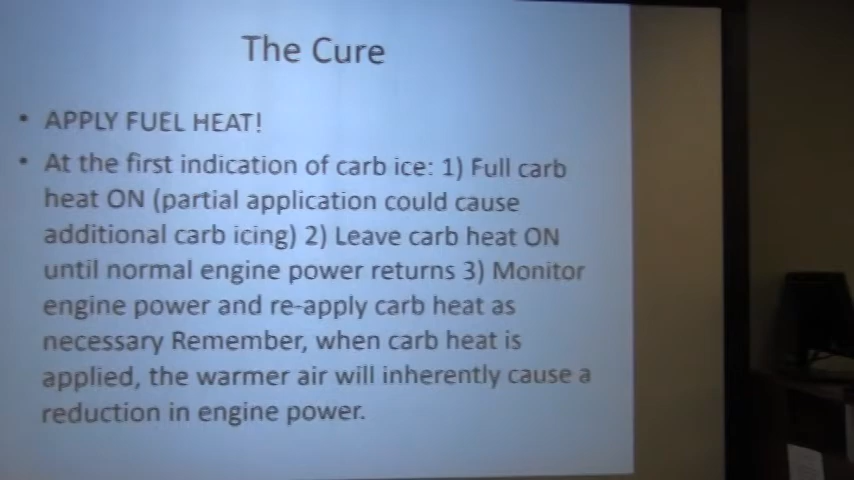 The Cure
• APPLY FUEL HEAT!
• At the first indication of carb ice: 1) Full carb
heat ON (partial application could cause
additional carb icing) 2) Leave carb heat ON
until normal engine power returns 3) Monitor
engine power and re-apply carb heat as
necessary Remember, when carb heat is
applied, the warmer air will inherently cause a
reduction in engine power.